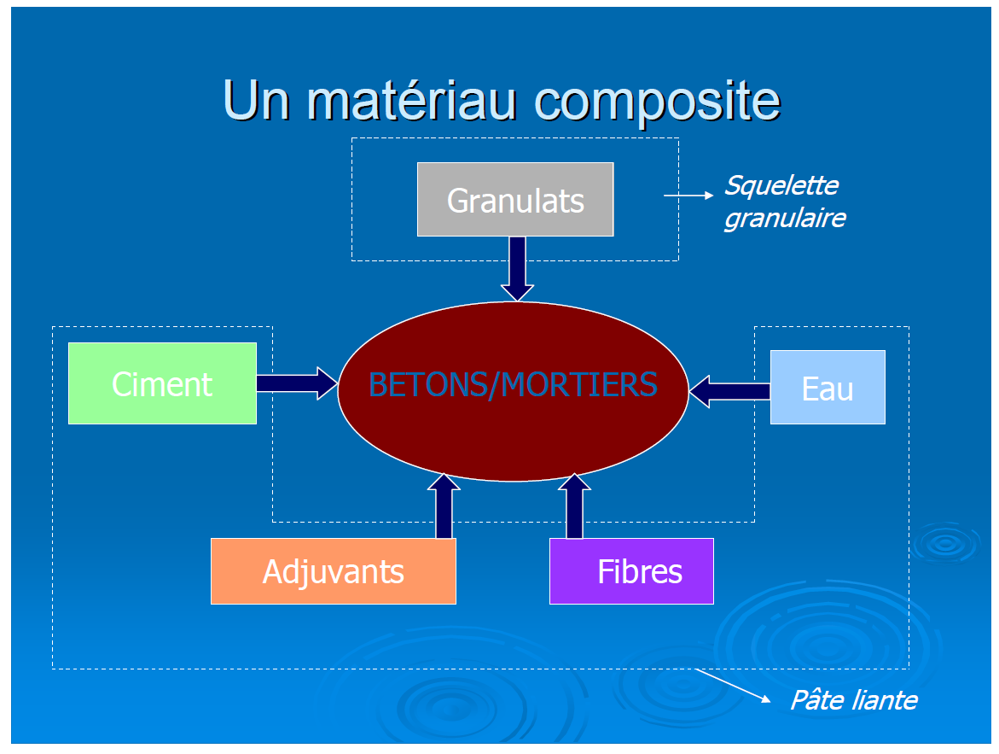 Un matériau composite
Granulats
Squelette
granulaire
Ciment
BETONS/MORTIERS
Eau
Adjuvants
Fibres
Pâte liante